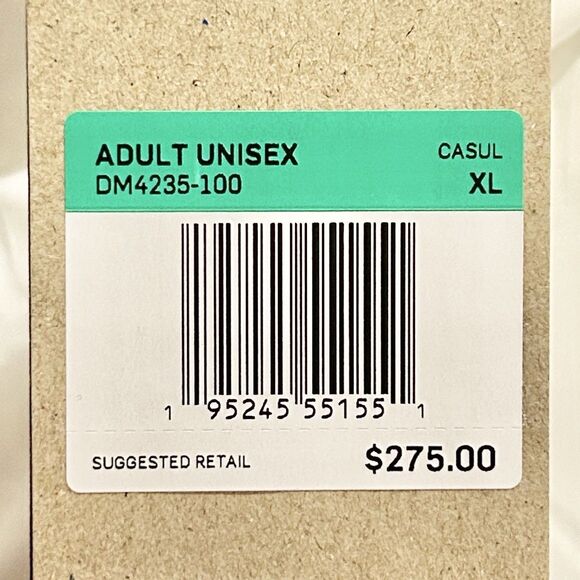 ADULT UNISEX CASUL
DM4235-100 XL
1 95245 55155 1
SUGGESTED RETAIL $275.00